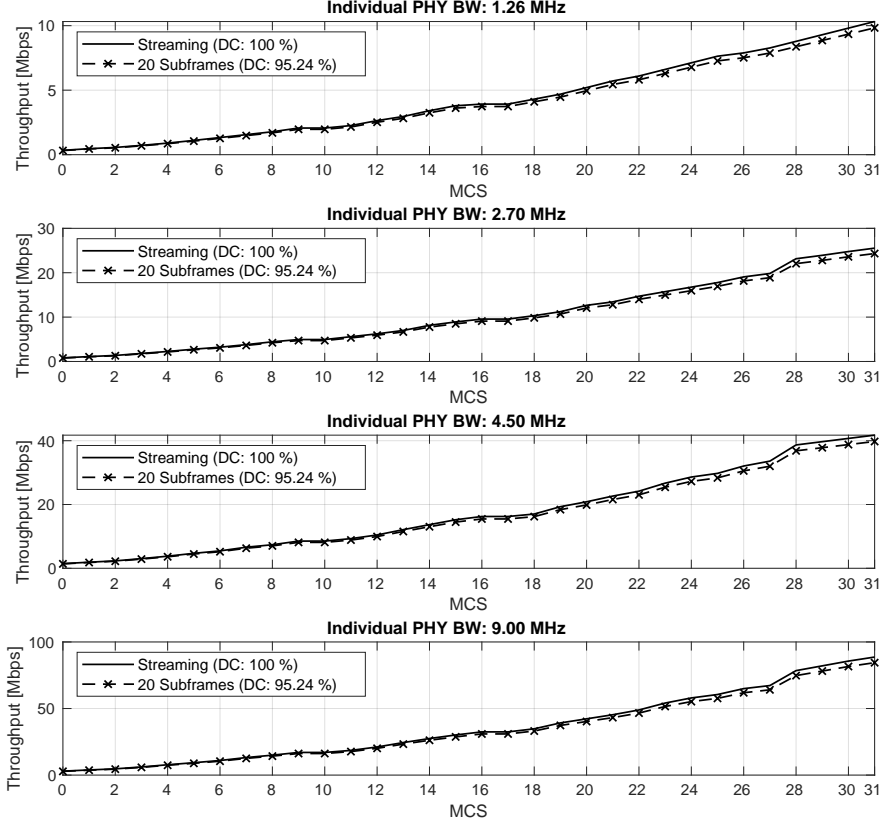 Individual PHY BW: 1.26 MHz
Throughput [Mbps]
10
5
0
Streaming (DC: 100 %)
20 Subframes (DC: 95.24 %)
0 2 4 6 8 10 12 14 16 18 20 22 24 26 28 30 31
MCS
Individual PHY BW: 2.70 MHz
Throughput [Mbps]
30
20
10
0
Streaming (DC: 100 %)
20 Subframes (DC: 95.24 %)
0 2 4 6 8 10 12 14 16 18 20 22 24 26 28 30 31
MCS
Individual PHY BW: 4.50 MHz
Throughput [Mbps]
40
20
0
Streaming (DC: 100 %)
20 Subframes (DC: 95.24 %)
0 2 4 6 8 10 12 14 16 18 20 22 24 26 28 30 31
MCS
Individual PHY BW: 9.00 MHz
Throughput [Mbps]
100
50
0
Streaming (DC: 100 %)
20 Subframes (DC: 95.24 %)
0 2 4 6 8 10 12 14 16 18 20 22 24 26 28 30 31
MCS